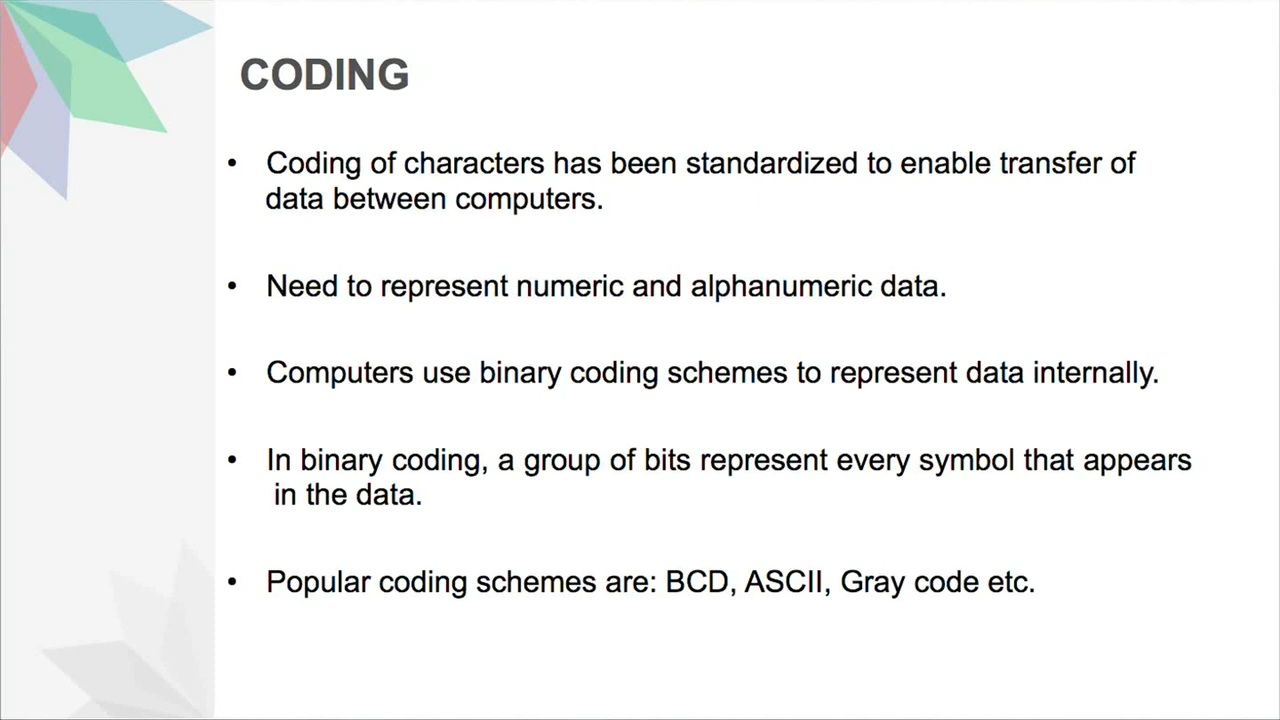 CODING
• Coding of characters has been standardized to enable transfer of
data between computers.
• Need to represent numeric and alphanumeric data.
• Computers use binary coding schemes to represent data internally.
• In binary coding, a group of bits represent every symbol that appears
in the data.
• Popular coding schemes are: BCD, ASCII, Gray code etc.